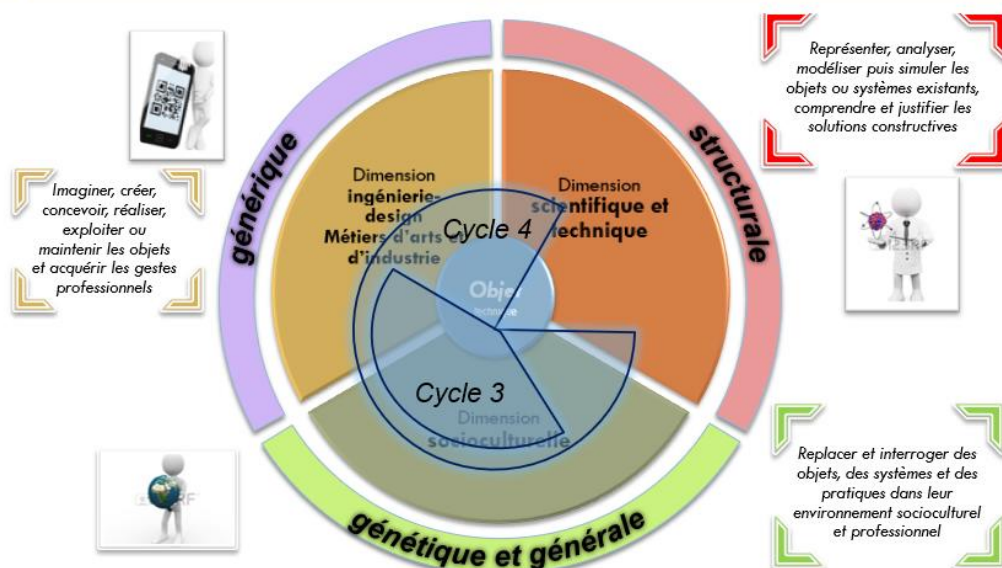 générique
structurale
génétique et générale
Imaginer, créer,
concevoir, réaliser,
exploiter ou
maintenir les objets
et acquérir les gestes
professionnels
Représenter, analyser,
modéliser puis simuler les
objets ou systèmes existants,
comprendre et justifier les
solutions constructives
Dimension
ingénierie-
design
Métiers d'arts et
d'industrie
Dimension
scientifique et
technique
Cycle 4
Objet
technique
Cycle 3
Dimension
socioculturelle
Replacer et interroger des
objets, des systèmes et des
pratiques dans leur
environnement socioculturel
et professionnel